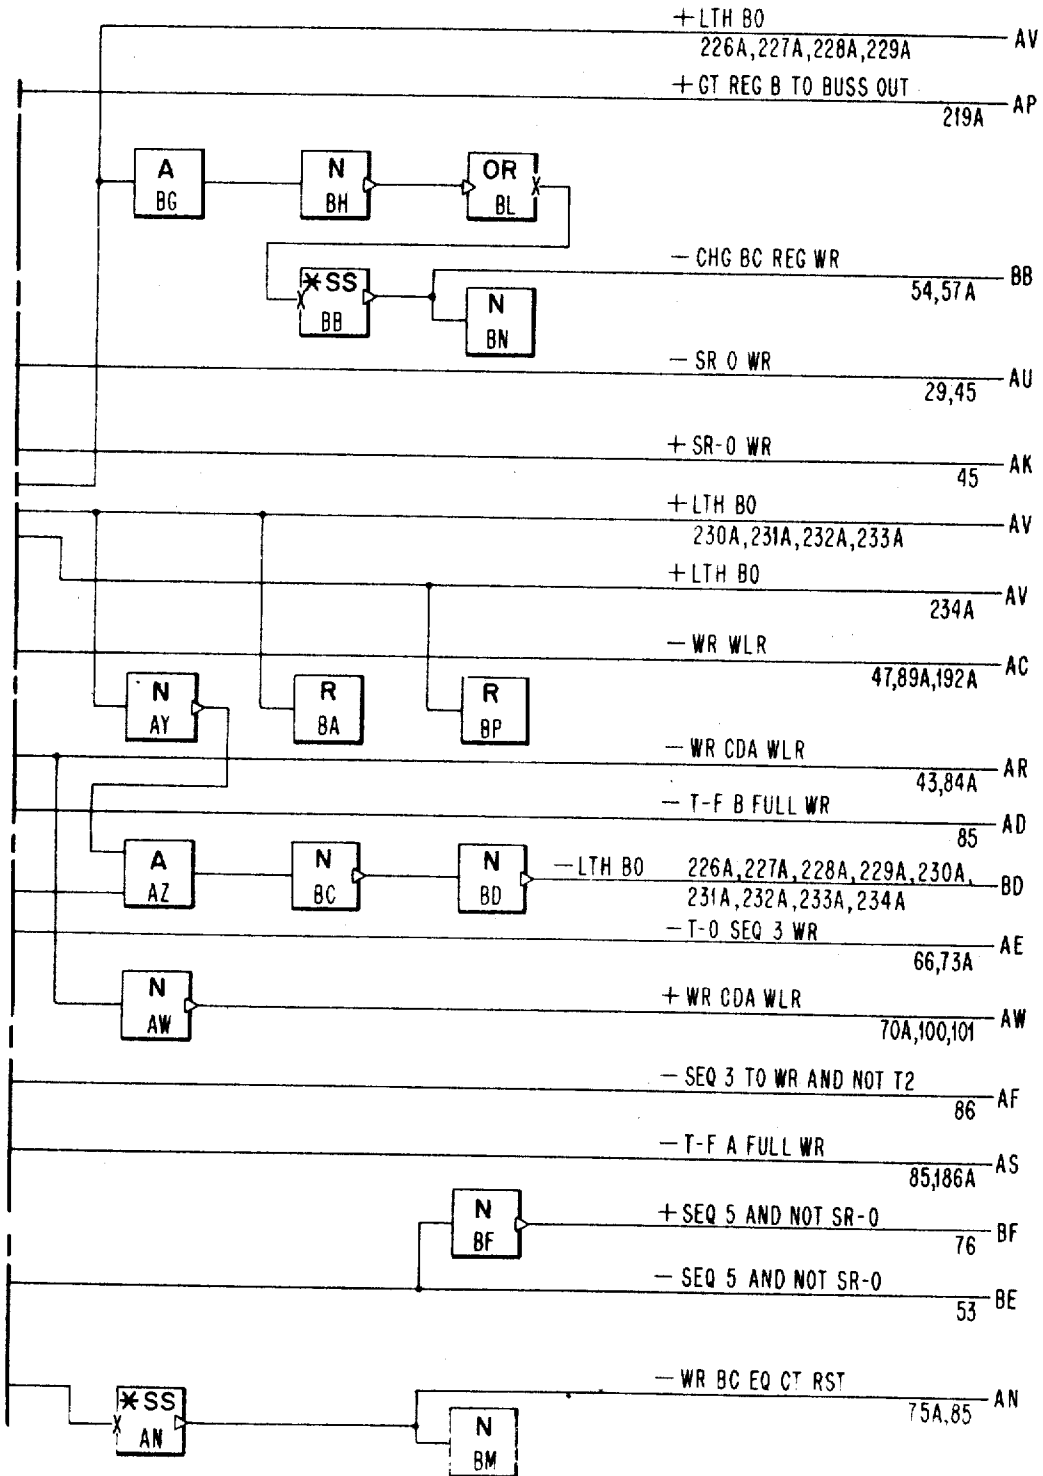 +LTH BO
226A,227A,228A,229A
AV
+GT REG B TO BUSS OUT
219A
AP
A
BG
N
BH
OR
BL
*SS
BB
N
BN
-CHG BC REG WR
54,57A
BB
-SR 0 WR
29,45
AU
+SR-0 WR
45
AK
+LTH BO
230A,231A,232A,233A
AV
+LTH BO
234A
AV
-WR WLR
47,89A,192A
AC
N
AY
R
BA
R
BP
-WR CDA WLR
43,84A
AR
-T-F B FULL WR
85
AD
A
AZ
N
BC
N
BD
-LTH BO
226A,227A,228A,229A,230A,
231A,232A,233A,234A
BD
-T-0 SEQ 3 WR
66,73A
AE
N
AW
+WR CDA WLR
70A,100,101
AW
-SEQ 3 TO WR AND NOT T2
86
AF
-T-F A FULL WR
85,186A
AS
N
BF
+SEQ 5 AND NOT SR-0
76
BF
-SEQ 5 AND NOT SR-0
53
BE
*SS
AN
N
BM
-WR BC EQ CT RST
75A,85
AN